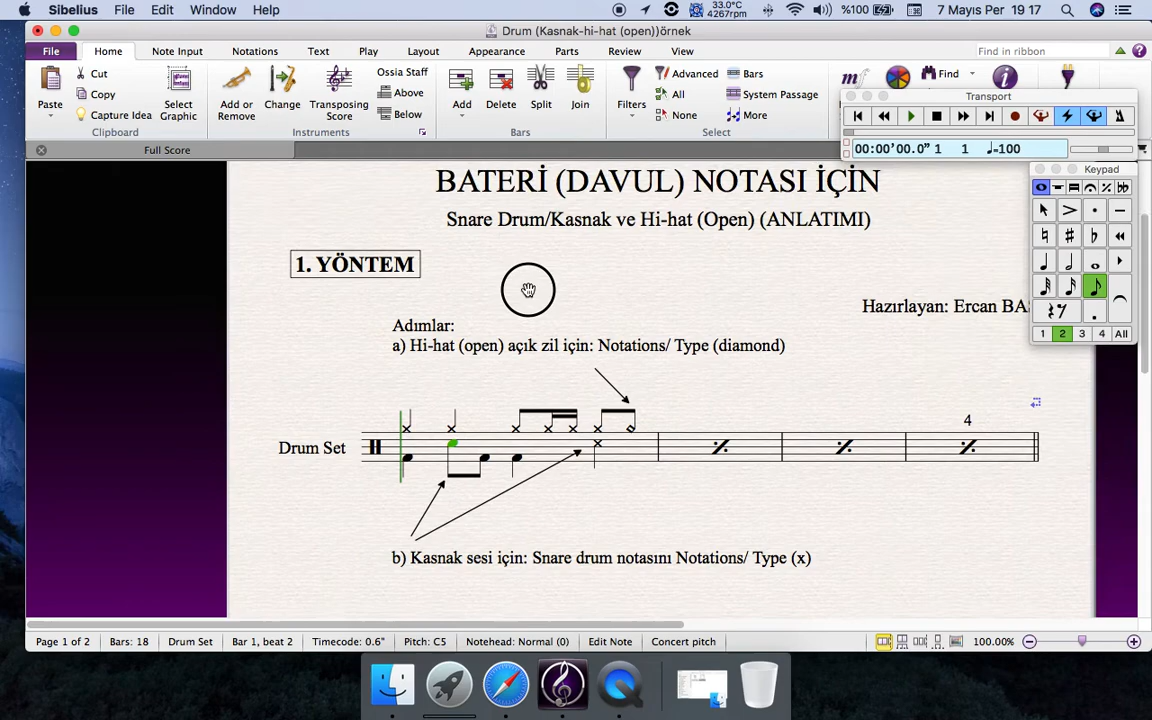 Sibelius File Edit Window Help 33.0°C 4267rpm %100 7 Mayıs Per 19 17
Drum (Kasnak-hi-hat (open))örnek
File Home Note Input Notations Text Play Layout Appearance Parts Review View Find in ribbon
Paste Cut Copy Capture Idea Select Graphic Add or Remove Change Transposing Score Ossia Staff Above Below Add Delete Split Join Filters Advanced All None Bars System Passage More Find
Clipboard Instruments Bars Select
Transport
00:00'00.0" 1 1 ♩=100
Full Score
Keypad
1 2 3 4 All
BATERİ (DAVUL) NOTASI İÇİN
Snare Drum/Kasnak ve Hi-hat (Open) (ANLATIMI)
1. YÖNTEM
Hazırlayan: Ercan BAS
Adımlar:
a) Hi-hat (open) açık zil için: Notations/ Type (diamond)
4
Drum Set
b) Kasnak sesi için: Snare drum notasını Notations/ Type (x)
Page 1 of 2 Bars: 18 Drum Set Bar 1, beat 2 Timecode: 0.6" Pitch: C5 Notehead: Normal (0) Edit Note Concert pitch 100.00%